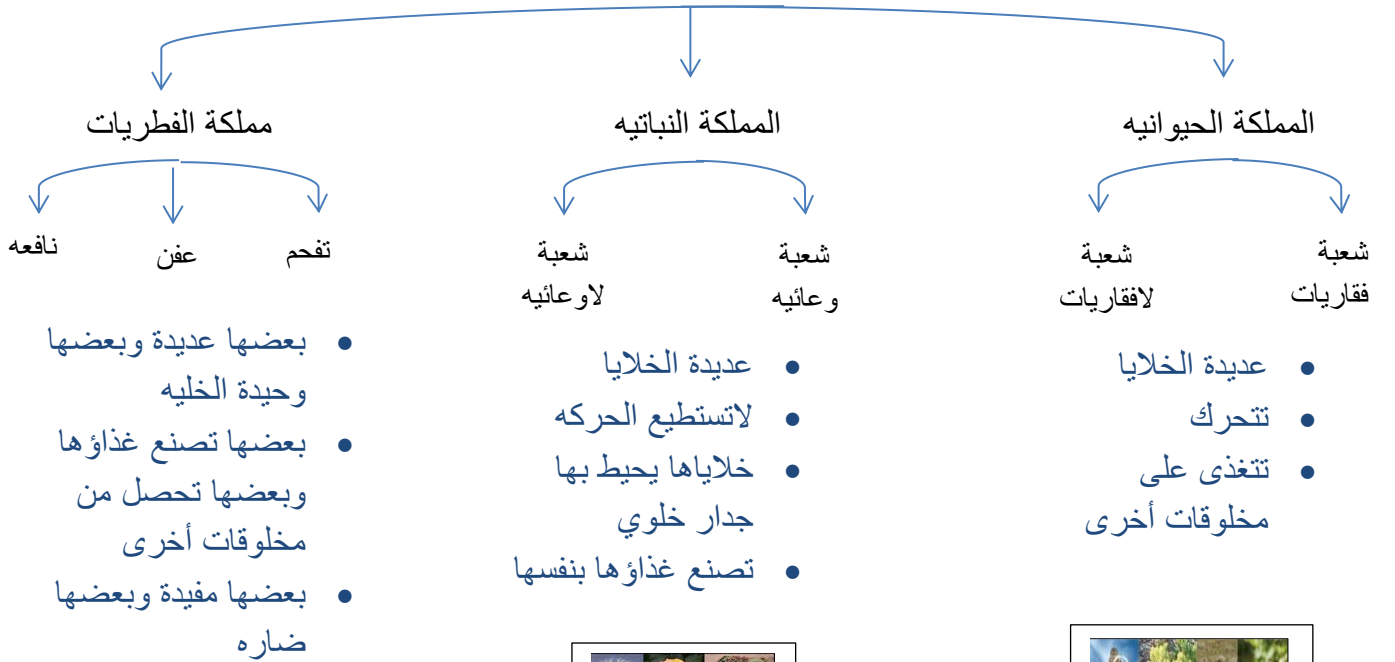 المملكة الحيوانيه
المملكة النباتيه
مملكة الفطريات
شعبة
فقاريات
شعبة
لافقاريات
شعبة
وعائيه
شعبة
لاوعائيه
تفحم
عفن
نافعه
● عديدة الخلايا
● تتحرك
● تتغذى على
مخلوقات أخرى
● عديدة الخلايا
● لاتستطيع الحركه
● خلاياها يحيط بها
جدار خلوي
● تصنع غذاؤها بنفسها
● بعضها عديدة وبعضها
وحيدة الخليه
● بعضها تصنع غذاؤها
وبعضها تحصل من
مخلوقات أخرى
● بعضها مفيدة وبعضها
ضاره